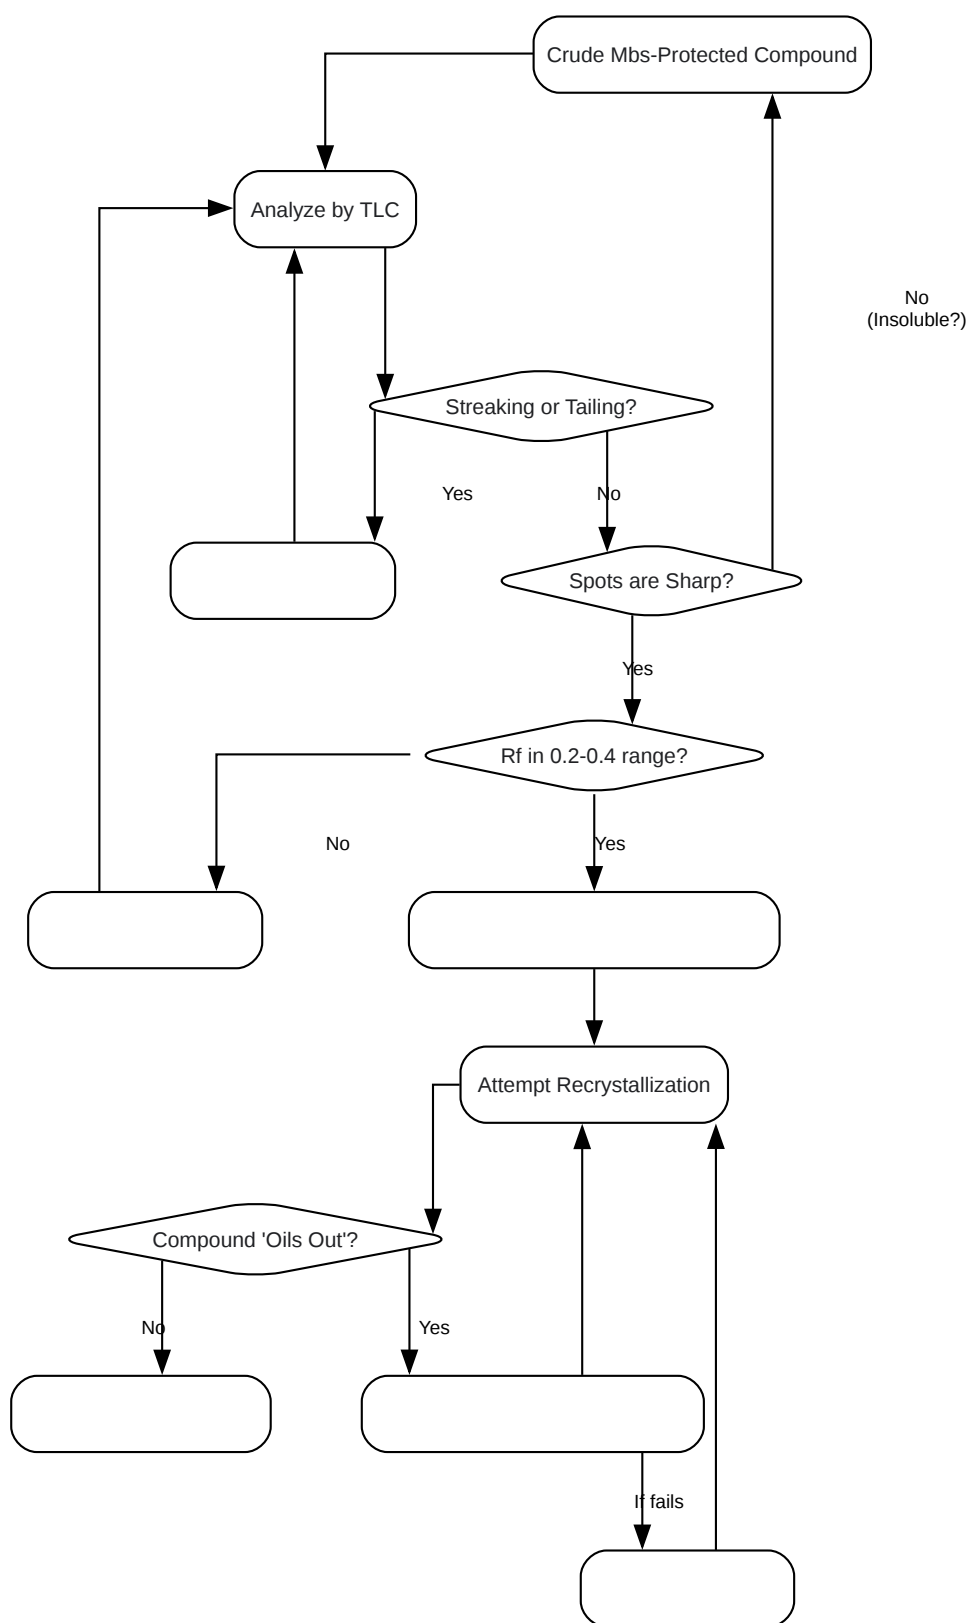 Crude Mbs-Protected Compound
Analyze by TLC
No
(Insoluble?)
Streaking or Tailing?
Yes
No
Spots are Sharp?
Yes
Rf in 0.2-0.4 range?
No
Yes
Attempt Recrystallization
Compound 'Oils Out'?
No
Yes
If fails